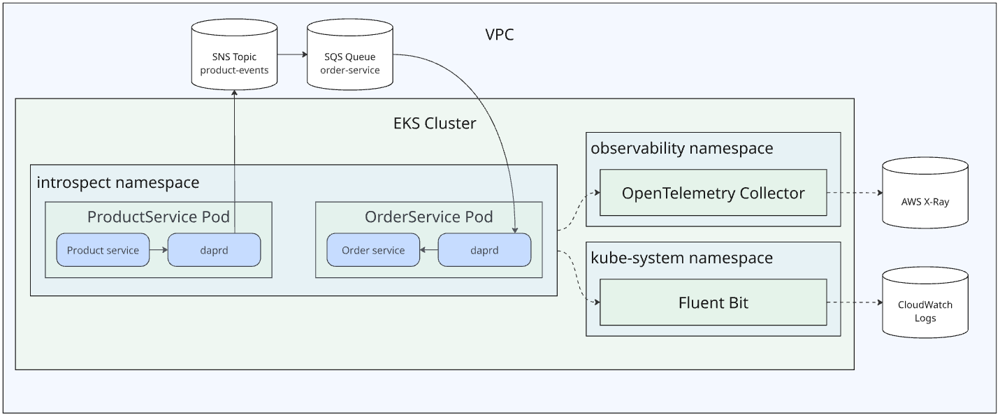 VPC
SNS Topic
product-events
SQS Queue
order-service
EKS Cluster
introspect namespace
ProductService Pod
Product service
daprd
OrderService Pod
Order service
daprd
observability namespace
OpenTelemetry Collector
AWS X-Ray
kube-system namespace
Fluent Bit
CloudWatch
Logs